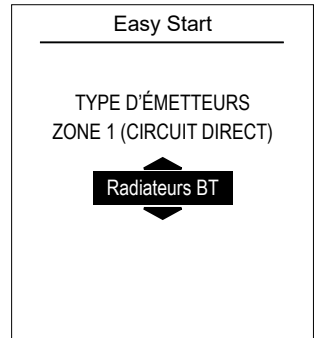 Easy Start
TYPE D'ÉMETTEURS
ZONE 1 (CIRCUIT DIRECT)
Radiateurs BT